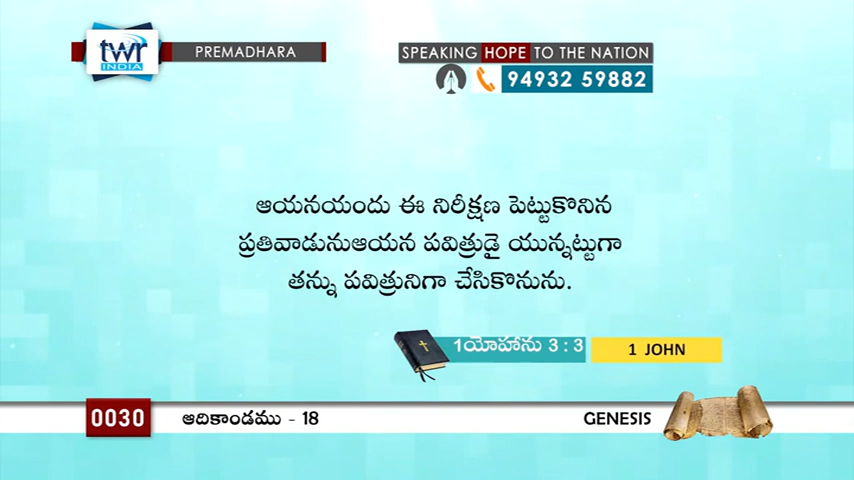 twr
INDIA
PREMADHARA
SPEAKING HOPE TO THE NATION
94932 59882
ఆయనయందు ఈ నిరీక్షణ పెట్టుకొనిన
ప్రతివాడునుఆయన పవిత్రుడై యున్నట్టుగా
తన్ను పవిత్రునిగా చేసికొనును.
1యోహాను 3 : 3
1 JOHN
0030
ఆదికాండము - 18
GENESIS